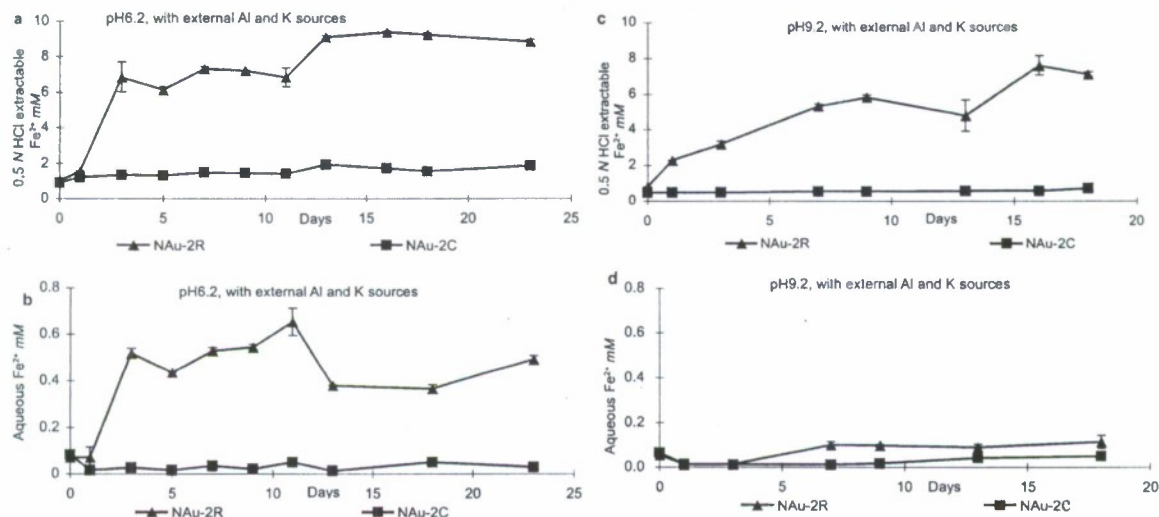 a
pH6.2, with external Al and K sources
10
8
6
4
2
0
0.5 N HCl extractable
Fe²⁺ mM
0 5 10 Days 15 20 25
NAu-2R NAu-2C
b
pH6.2, with external Al and K sources
0.8
0.6
0.4
0.2
0
Aqueous Fe²⁺ mM
0 5 10 Days 15 20 25
NAu-2R NAu-2C
c
pH9.2, with external Al and K sources
10
8
6
4
2
0
0.5 N HCl extractable
Fe²⁺ mM
0 5 10 Days 15 20
NAu-2R NAu-2C
d
pH9.2, with external Al and K sources
0.8
0.6
0.4
0.2
0.0
Aqueous Fe²⁺ mM
0 5 10 Days 15 20
NAu-2R NAu-2C